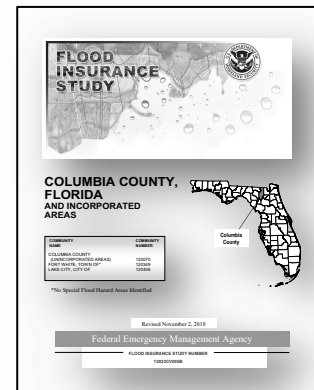 FLOOD
INSURANCE
STUDY
COLUMBIA COUNTY,
FLORIDA
AND INCORPORATED
AREAS
Columbia
County
COMMUNITY NAME COMMUNITY NUMBER
COLUMBIA COUNTY
(UNINCORPORATED AREAS) 120070
FORT WHITE, TOWN OF* 120349
LAKE CITY, CITY OF 120406
*No Special Flood Hazard Areas Identified
Revised November 2, 2018
Federal Emergency Management Agency
FLOOD INSURANCE STUDY NUMBER
12023CV000B